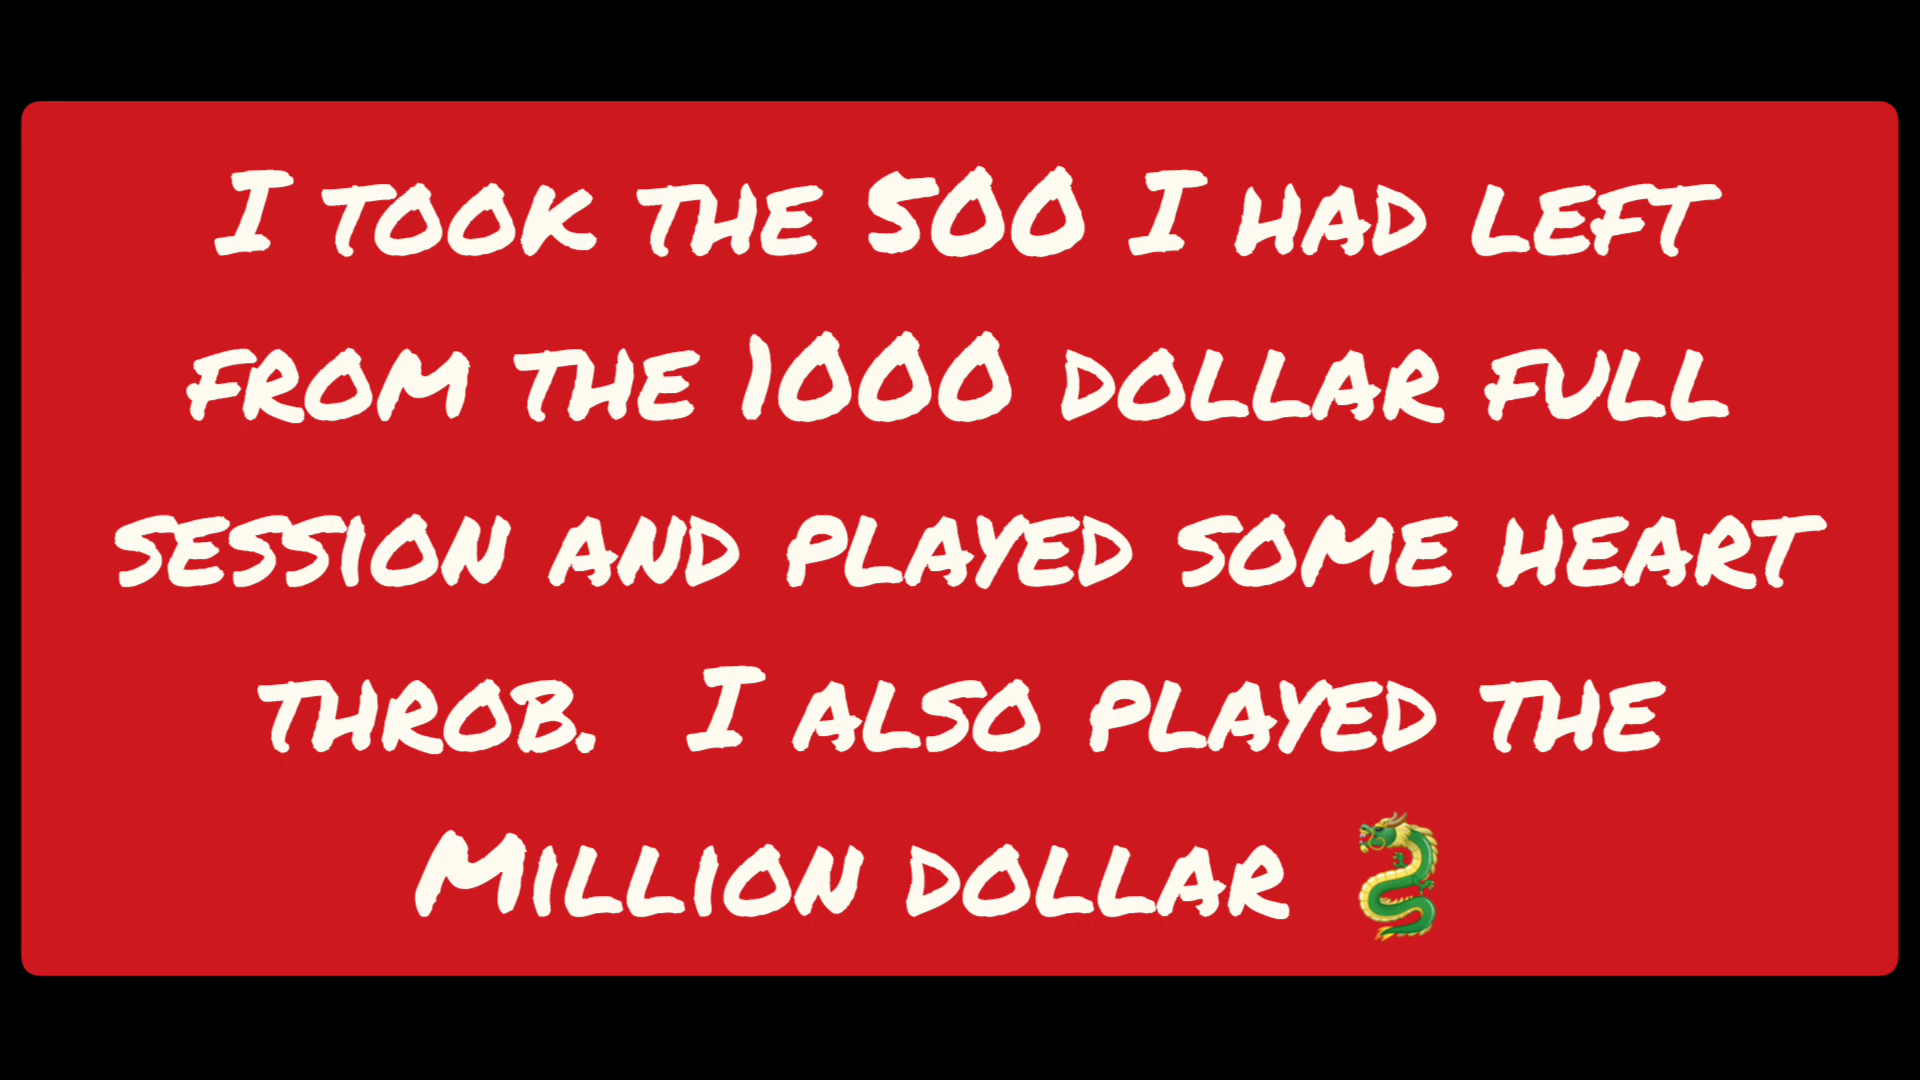 I TOOK THE 500 I HAD LEFT
FROM THE 1000 DOLLAR FULL
SESSION AND PLAYED SOME HEART
THROB.  I ALSO PLAYED THE
MILLION DOLLAR 🐉